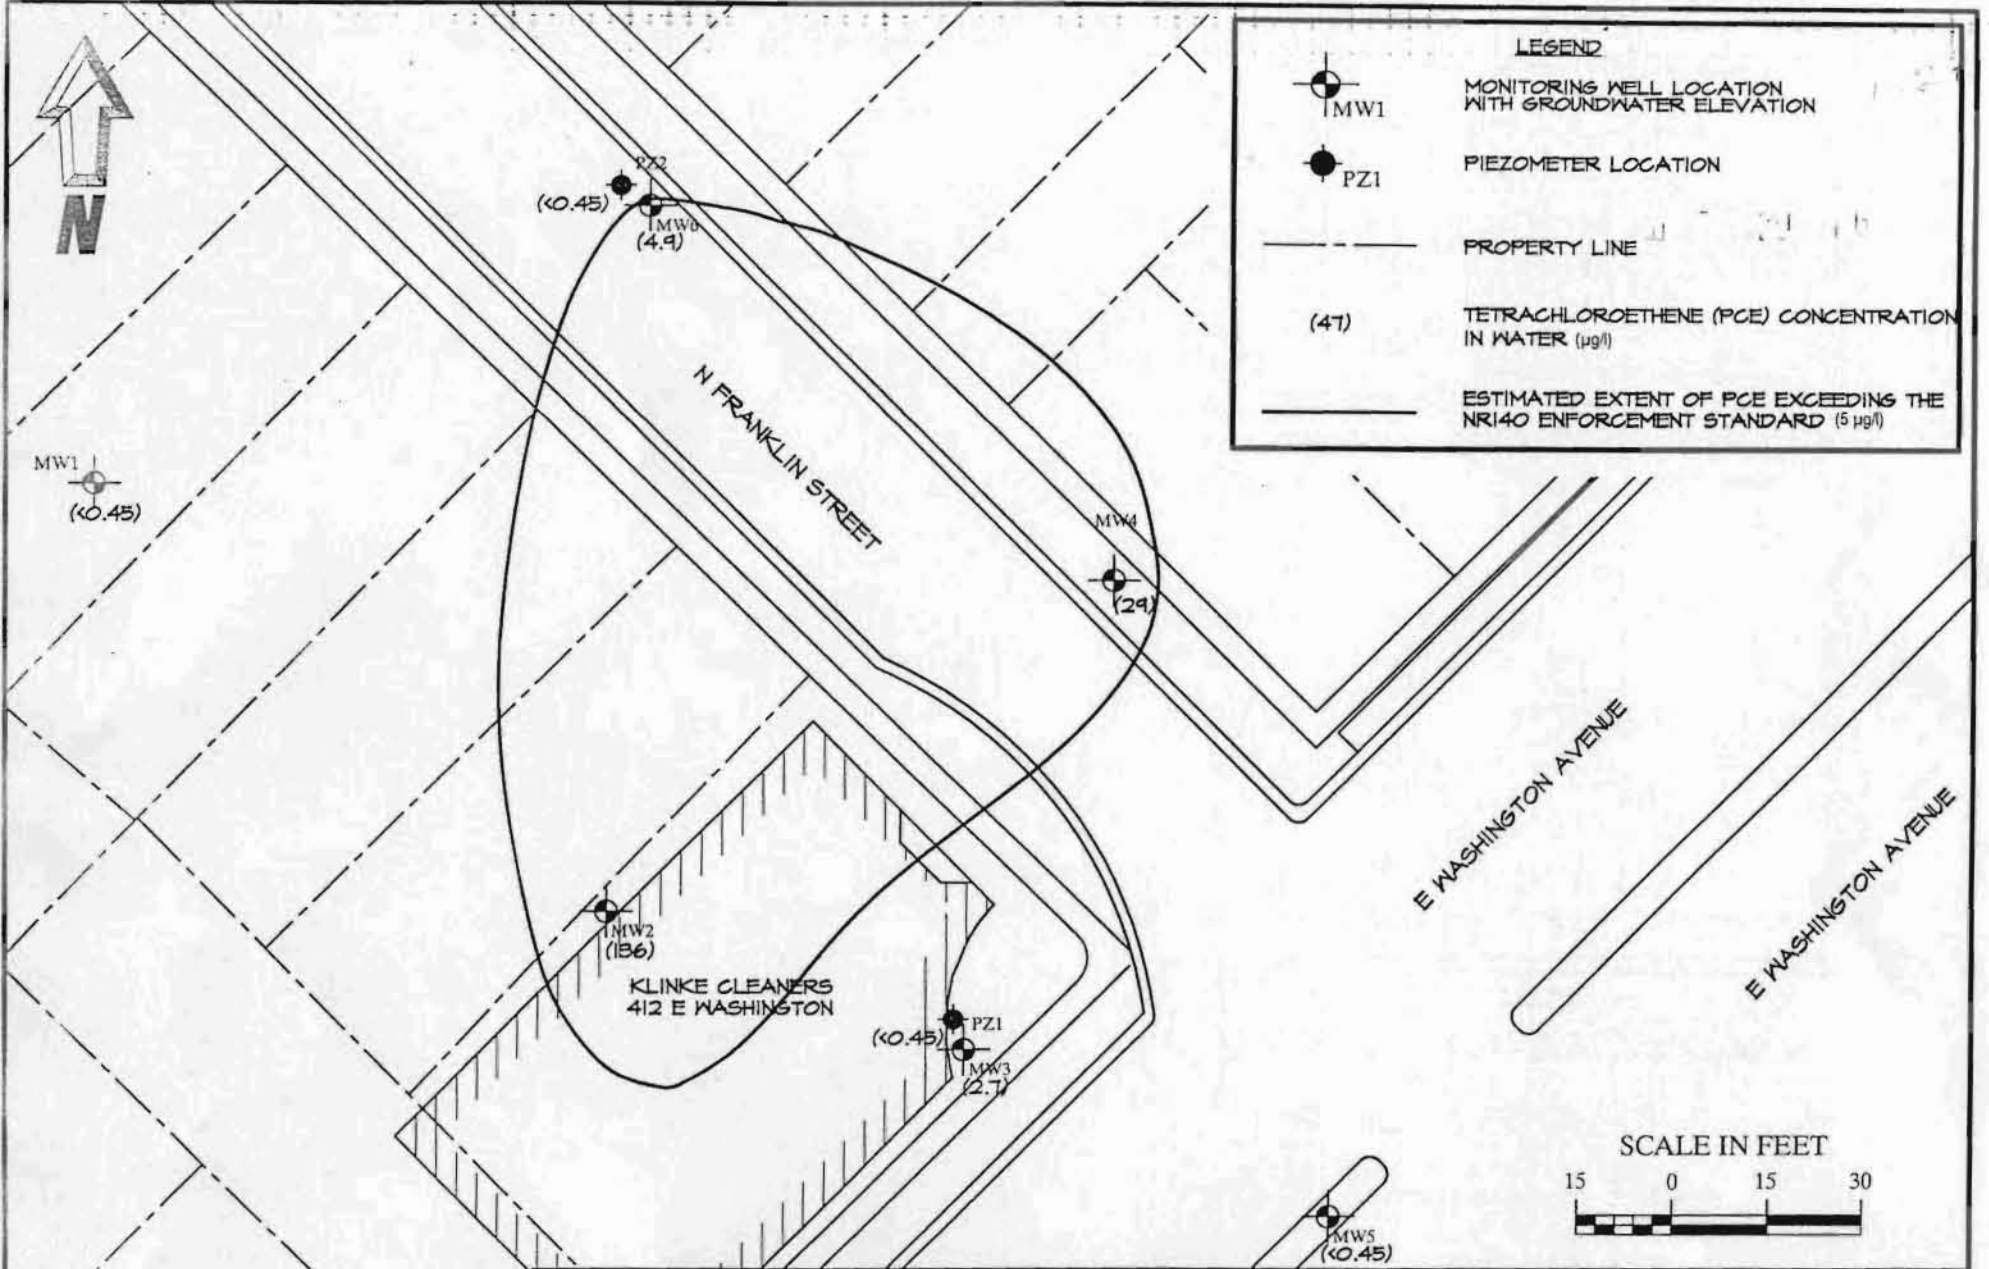 LEGEND
MW1
MONITORING WELL LOCATION
WITH GROUNDWATER ELEVATION
PZ1
PIEZOMETER LOCATION
PROPERTY LINE
(47)
TETRACHLOROETHENE (PCE) CONCENTRATION
IN WATER (µg/l)
ESTIMATED EXTENT OF PCE EXCEEDING THE
NR140 ENFORCEMENT STANDARD (5 µg/l)
N
PZ2
(<0.45)
MW6
(4.9)
N FRANKLIN STREET
MW1
(<0.45)
MW4
(29)
E WASHINGTON AVENUE
E WASHINGTON AVENUE
MW2
(136)
KLINKE CLEANERS
412 E WASHINGTON
PZ1
(<0.45)
MW3
(2.7)
MW5
(<0.45)
SCALE IN FEET
15 0 15 30